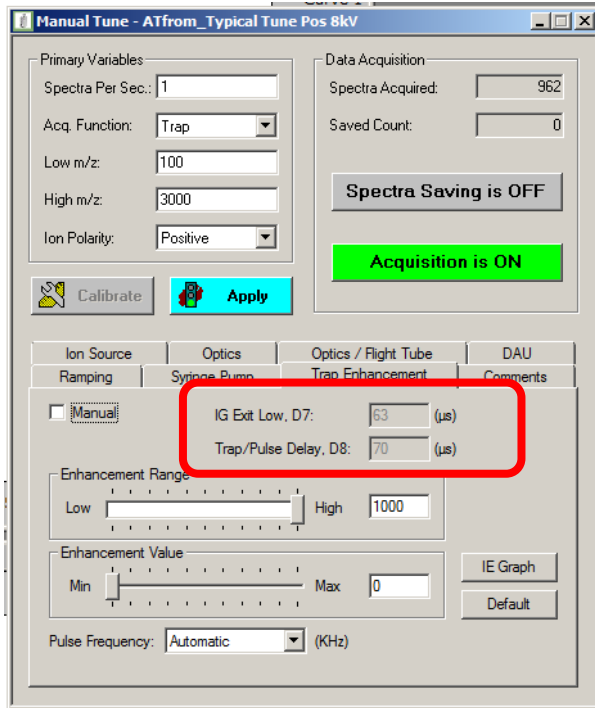 Curve 1
Manual Tune - ATfrom_Typical Tune Pos 8kV
Primary Variables
Spectra Per Sec.: 1
Acq. Function: Trap
Low m/z: 100
High m/z: 3000
Ion Polarity: Positive
Data Acquisition
Spectra Acquired: 962
Saved Count: 0
Spectra Saving is OFF
Acquisition is ON
Calibrate
Apply
Ion Source Optics Optics / Flight Tube DAU
Ramping Syringe Pump Trap Enhancement Comments
Manual
IG Exit Low, D7: 63 (µs)
Trap/Pulse Delay, D8: 70 (µs)
Enhancement Range
Low High 1000
Enhancement Value
Min Max 0
IE Graph
Default
Pulse Frequency: Automatic (KHz)